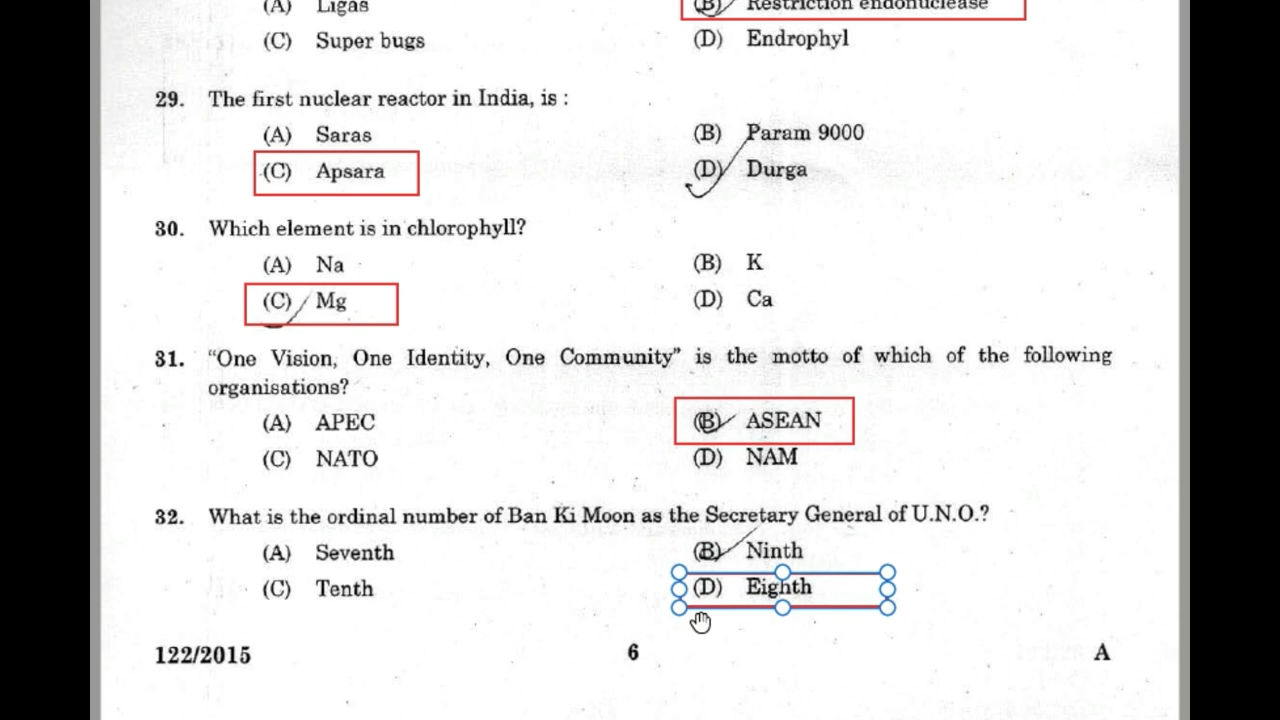 (A) Ligas (B) Restriction endonuclease
(C) Super bugs (D) Endrophyl
29. The first nuclear reactor in India, is :
(A) Saras (B) Param 9000
(C) Apsara (D) Durga
30. Which element is in chlorophyll?
(A) Na (B) K
(C) Mg (D) Ca
31. “One Vision, One Identity, One Community” is the motto of which of the following
organisations?
(A) APEC (B) ASEAN
(C) NATO (D) NAM
32. What is the ordinal number of Ban Ki Moon as the Secretary General of U.N.O.?
(A) Seventh (B) Ninth
(C) Tenth (D) Eighth
122/2015 6 A